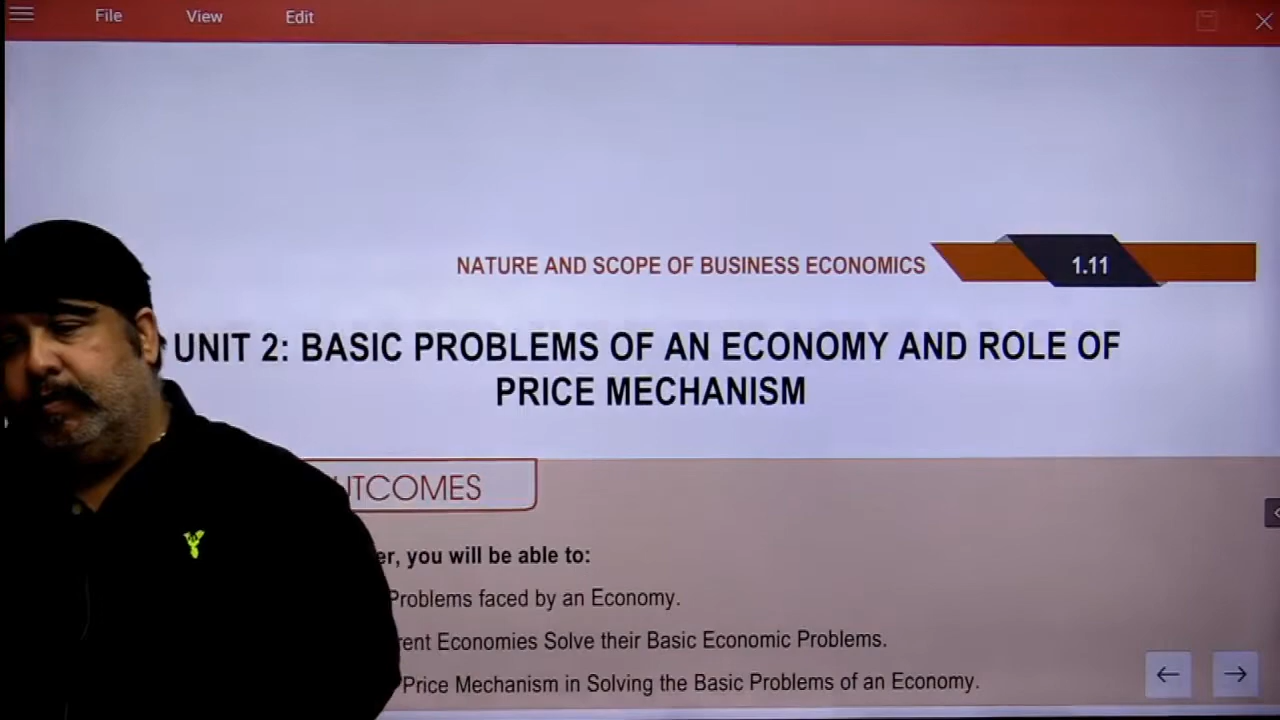 File View Edit
NATURE AND SCOPE OF BUSINESS ECONOMICS 1.11
UNIT 2: BASIC PROBLEMS OF AN ECONOMY AND ROLE OF
PRICE MECHANISM
UTCOMES
er, you will be able to:
Problems faced by an Economy.
rent Economies Solve their Basic Economic Problems.
Price Mechanism in Solving the Basic Problems of an Economy.